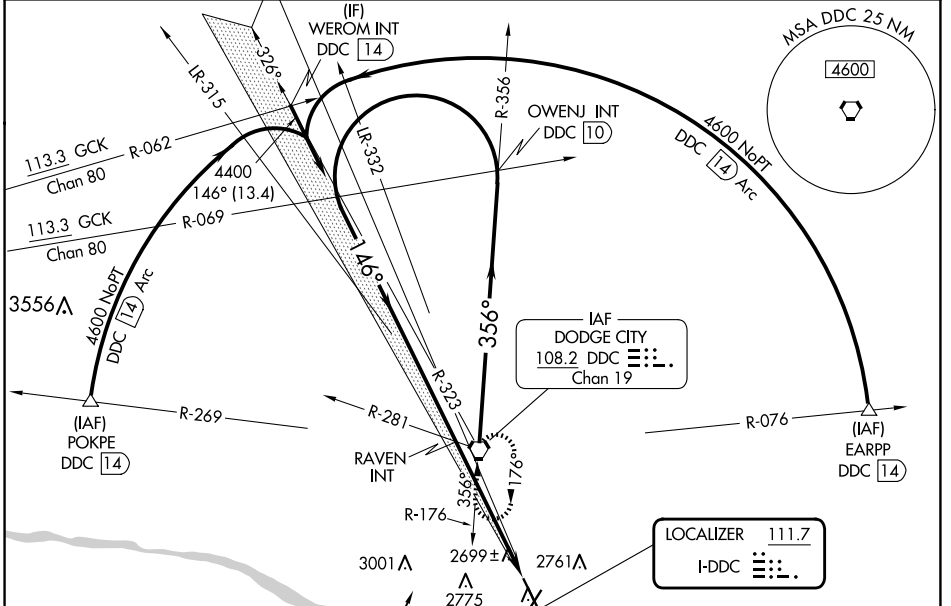 (IF)
WEROM INT
DDC 14
MSA DDC 25 NM
4600
326°
LR-315
R-356
OWENJ INT
DDC 10
LR-332
4600 NoPT
DDC 14 Arc
113.3 GCK
Chan 80
R-062
4400
146° (13.4)
113.3 GCK
Chan 80
R-069
146°
3556
4600 NoPT
DDC 14 Arc
356°
IAF
DODGE CITY
108.2 DDC
Chan 19
R-323
R-269
(IAF)
POKPE
DDC 14
R-281
RAVEN
INT
R-076
(IAF)
EARPP
DDC 14
356°
176°
R-176
LOCALIZER 111.7
I-DDC
3001
2699±
2761
2775